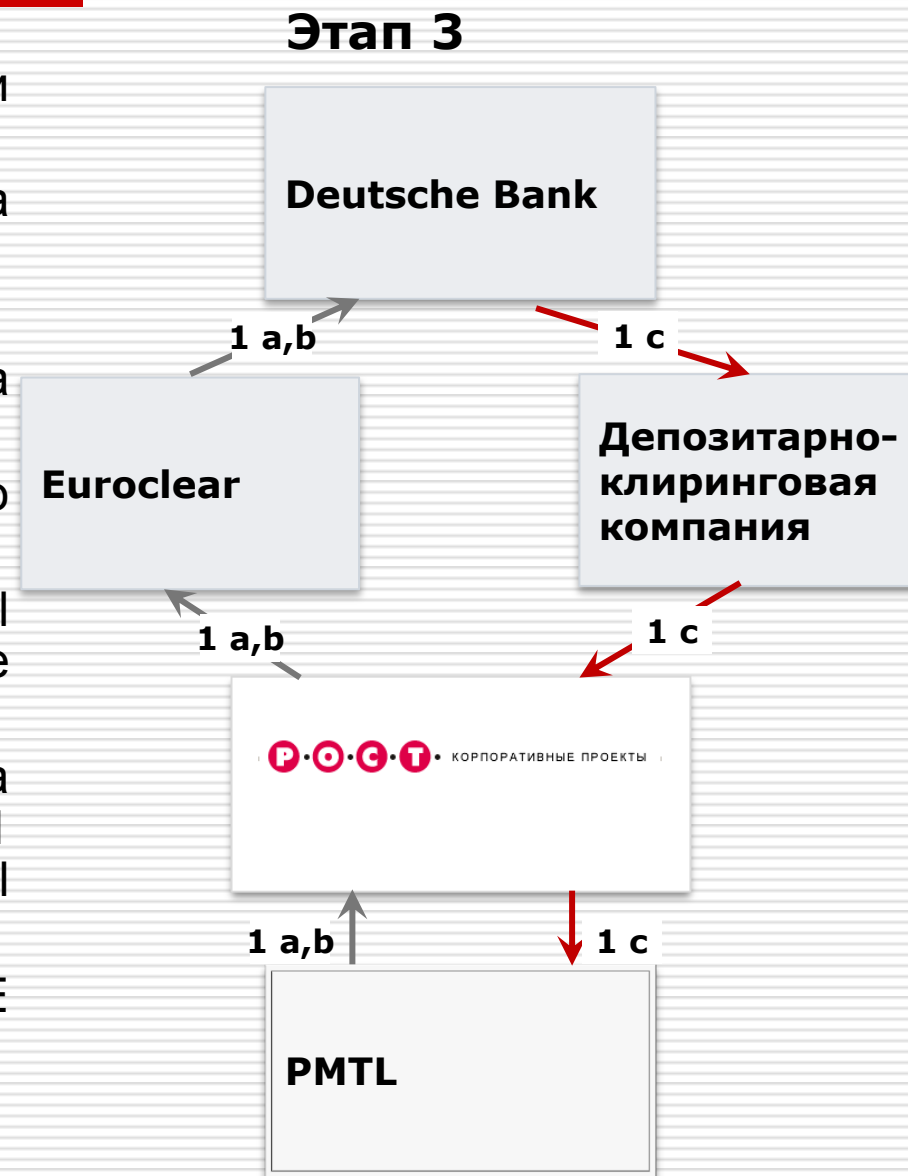 Этап 3
Deutsche Bank
1 a,b
1 c
Euroclear
Депозитарно-
клиринговая
компания
1 a,b
1 c
Р•О•С•Т• КОРПОРАТИВНЫЕ ПРОЕКТЫ
1 a,b
1 c
PMTL